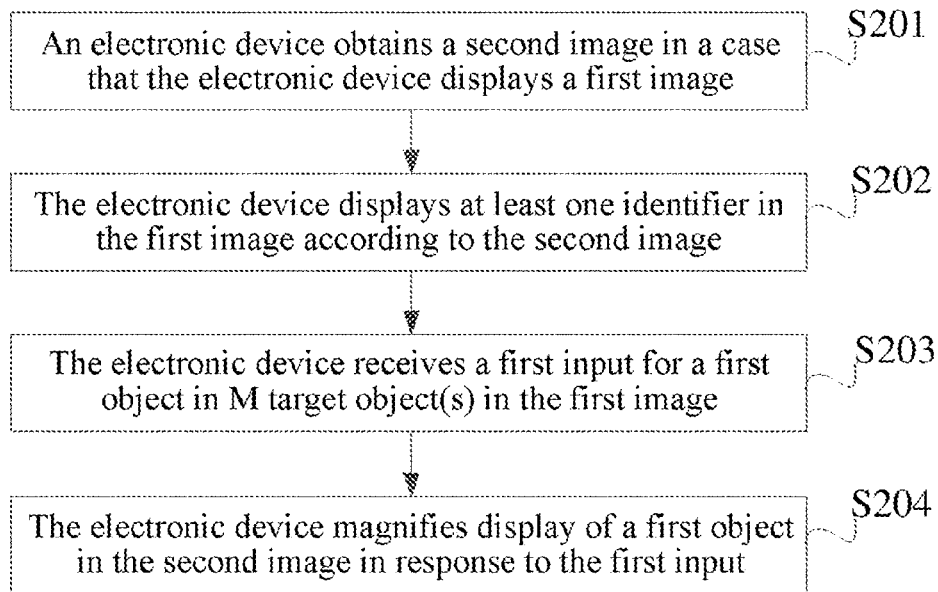 S201
An electronic device obtains a second image in a case
that the electronic device displays a first image
S202
The electronic device displays at least one identifier in
the first image according to the second image
S203
The electronic device receives a first input for a first
object in M target object(s) in the first image
S204
The electronic device magnifies display of a first object
in the second image in response to the first input